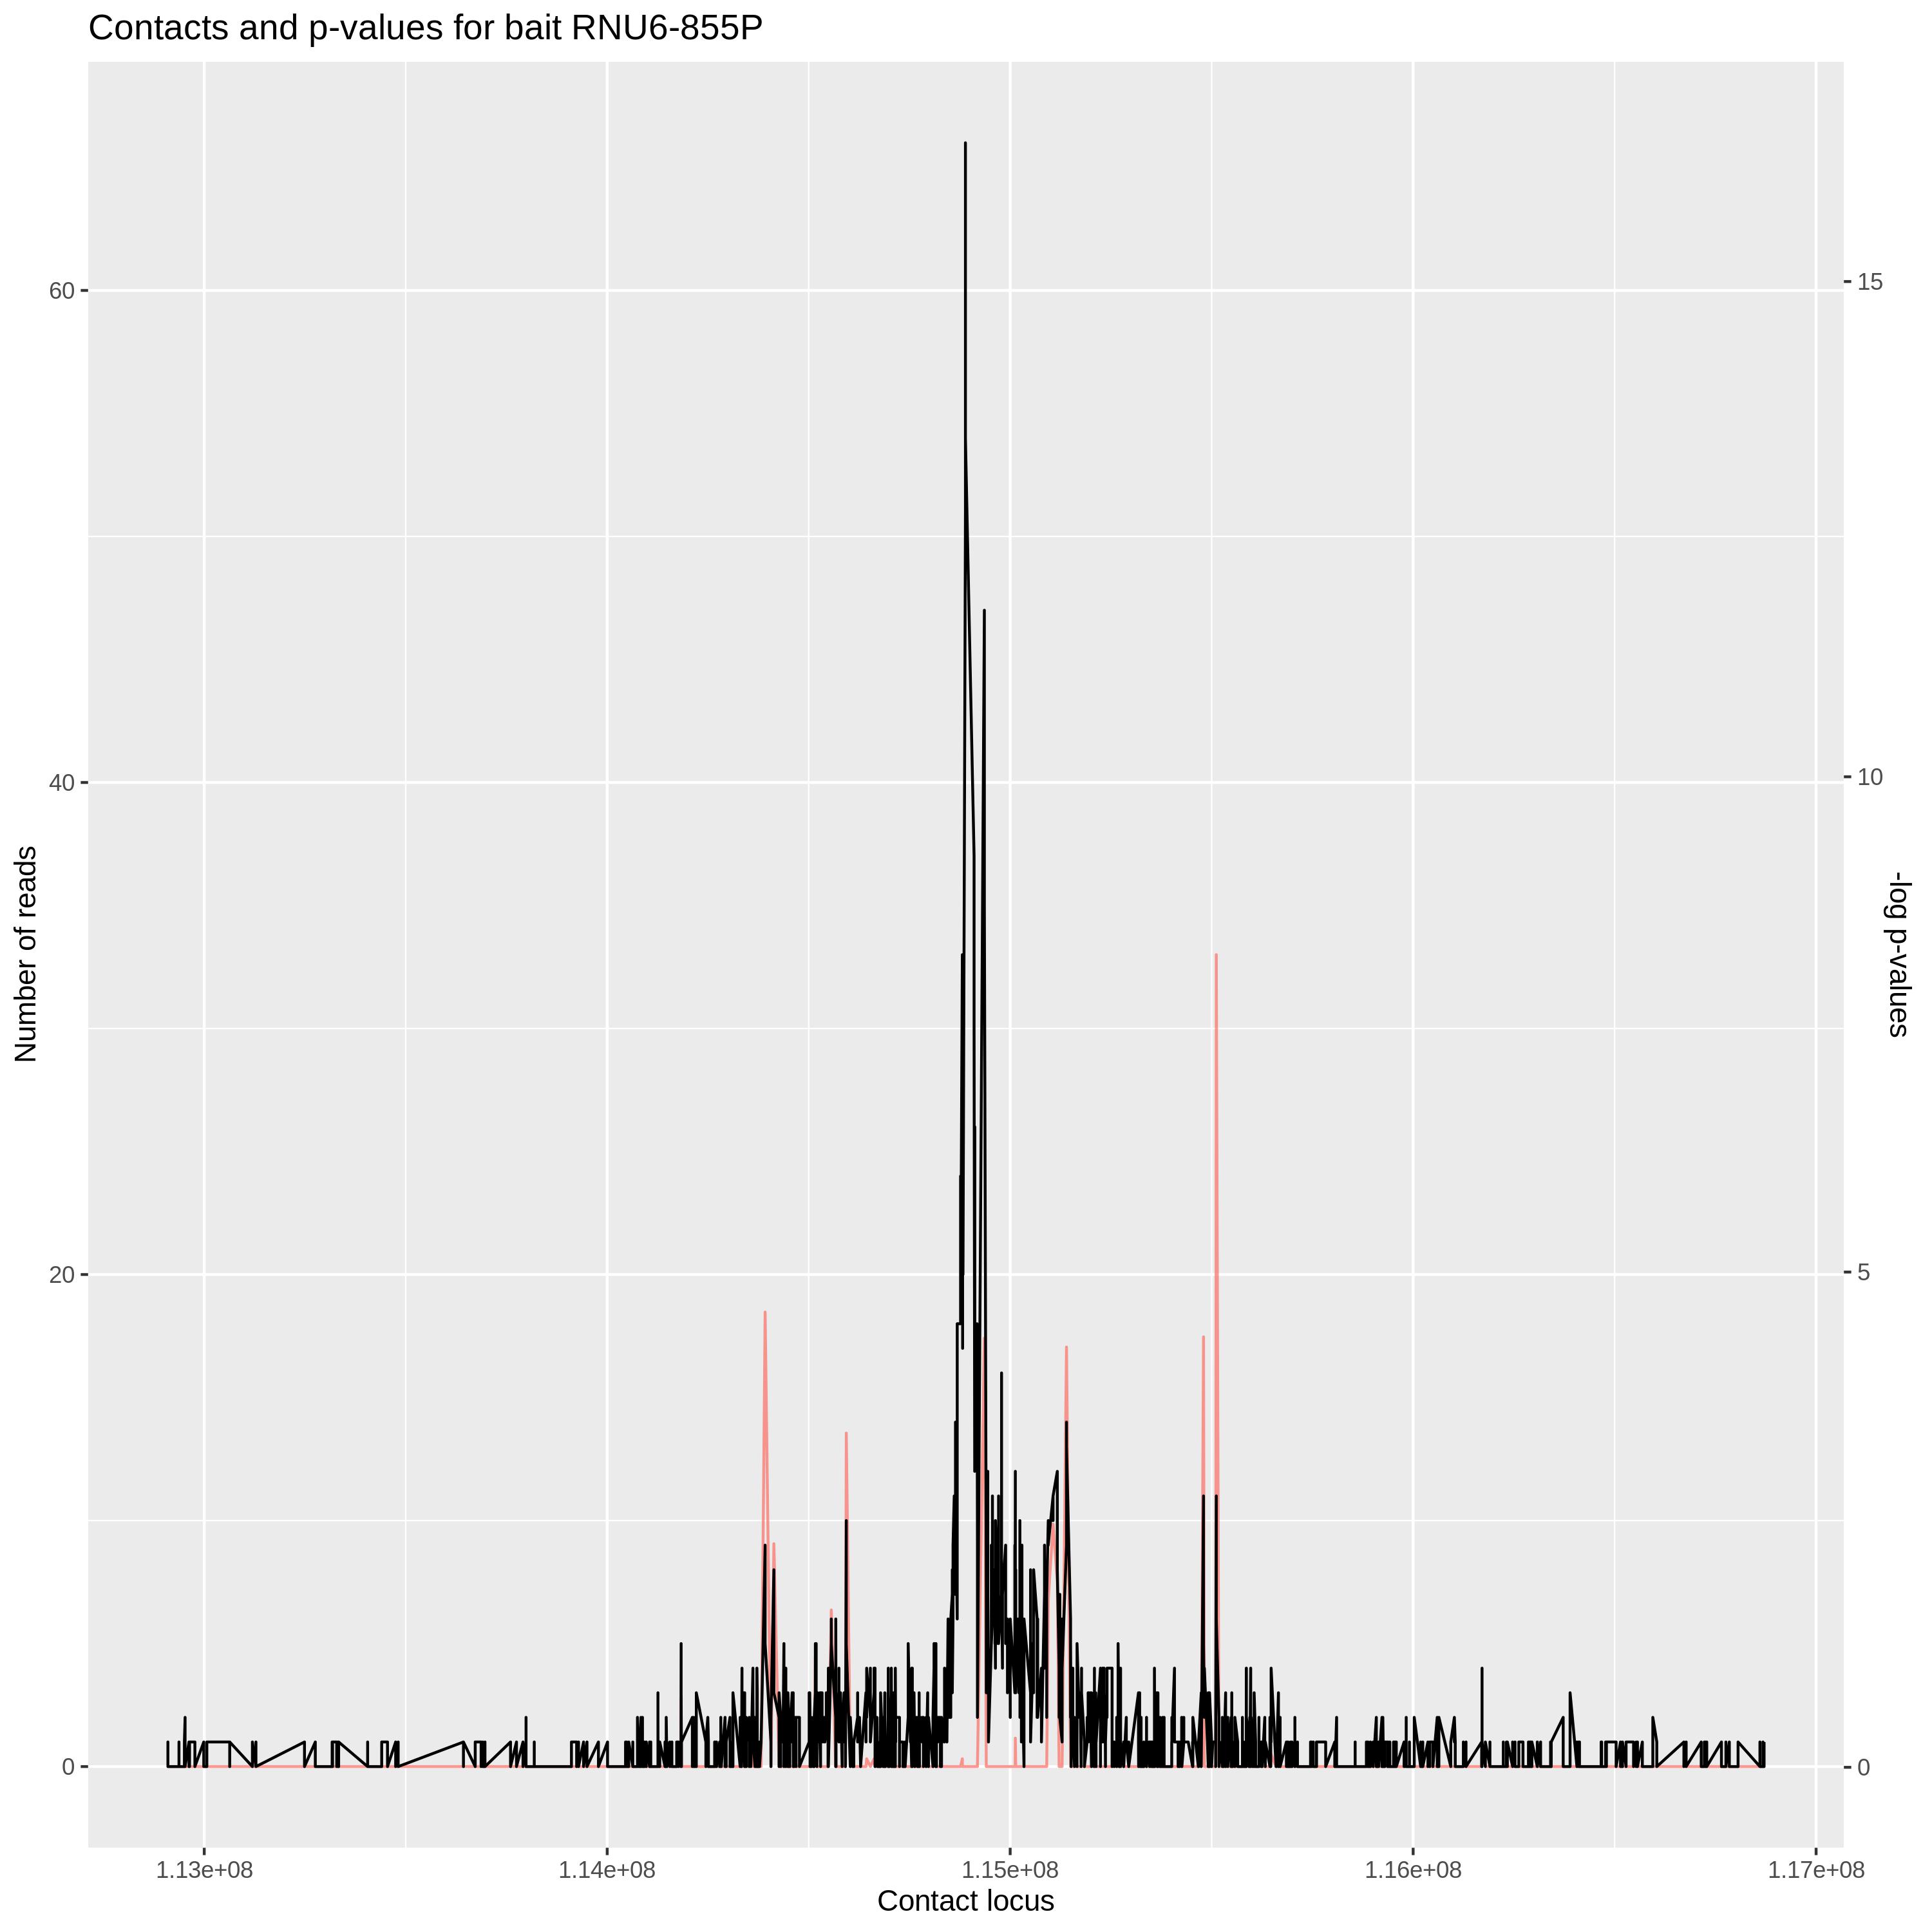 Contacts and p-values for bait RNU6-855P
60
40
20
0
15
10
5
0
Number of reads
-log p-values
1.13e+08
1.14e+08
1.15e+08
1.16e+08
1.17e+08
Contact locus